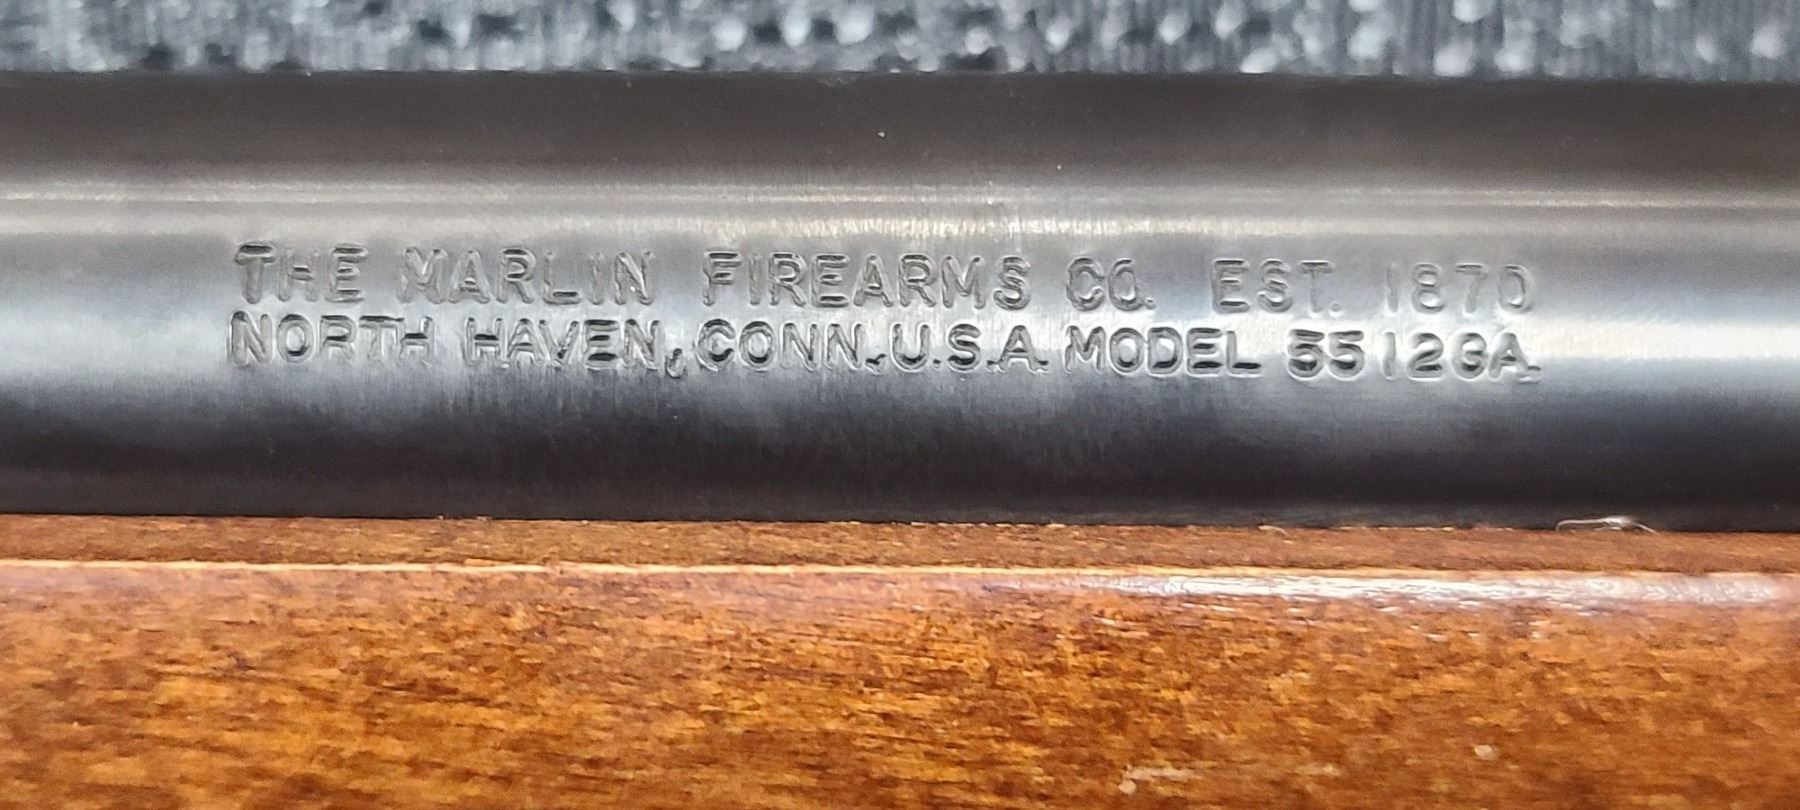 THE MARLIN FIREARMS CO. EST. 1870
NORTH HAVEN, CONN. U.S.A. MODEL 55 12GA.